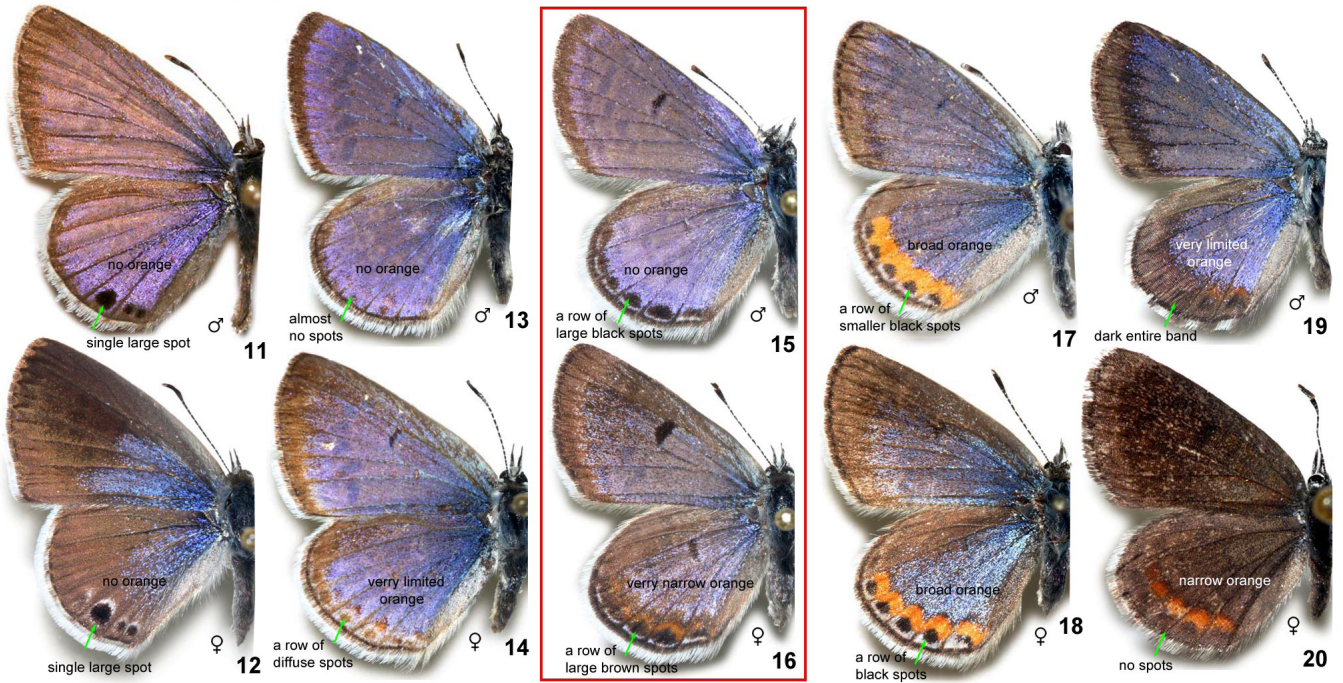 no orange
single large spot
♂
11
no orange
almost
no spots
♂
13
no orange
a row of
large black spots
♂
15
broad orange
a row of
smaller black spots
♂
17
very limited
orange
dark entire band
♂
19
no orange
single large spot
♀
12
verry limited
orange
a row of
diffuse spots
♀
14
verry narrow orange
a row of
large brown spots
♀
16
broad orange
a row of
black spots
♀
18
narrow orange
no spots
♀
20